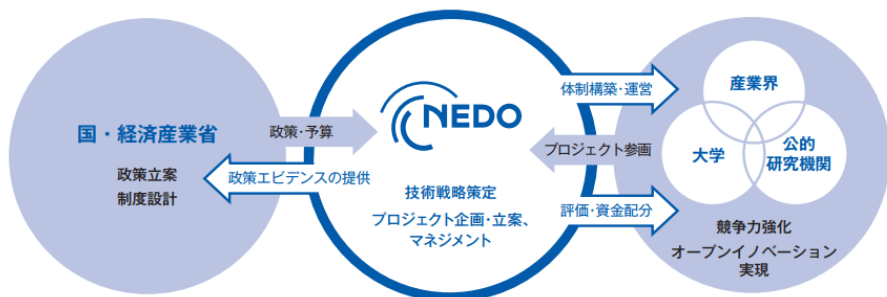 国・経済産業省
政策立案
制度設計
政策・予算
政策エビデンスの提供
NEDO
技術戦略策定
プロジェクト企画・立案、
マネジメント
体制構築・運営
プロジェクト参画
評価・資金配分
産業界
大学
公的
研究機関
競争力強化
オープンイノベーション
実現